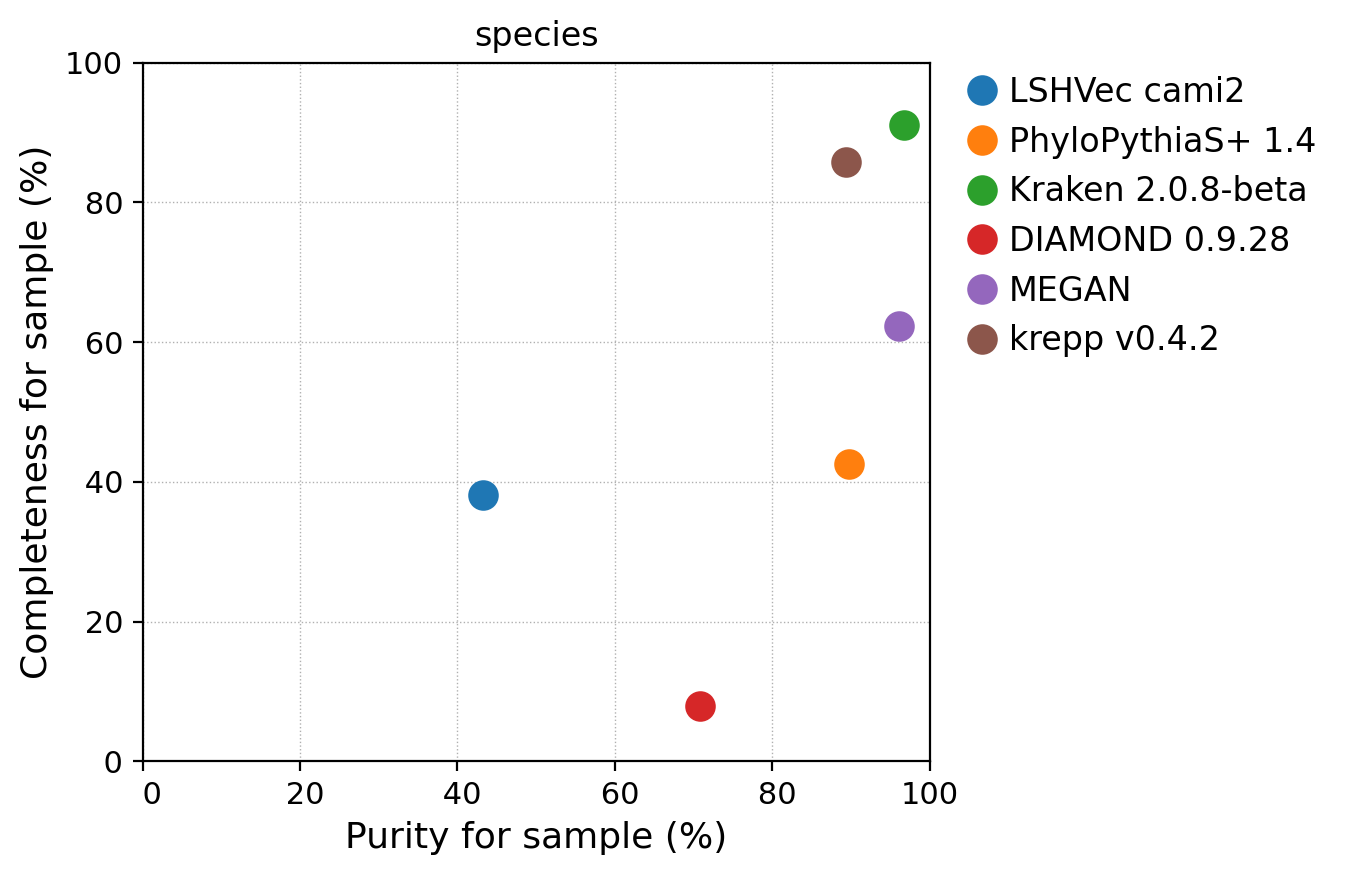 species
100
80
60
40
20
0
Completeness for sample (%)
0 20 40 60 80 100
Purity for sample (%)
LSHVec cami2
PhyloPythiaS+ 1.4
Kraken 2.0.8-beta
DIAMOND 0.9.28
MEGAN
krepp v0.4.2